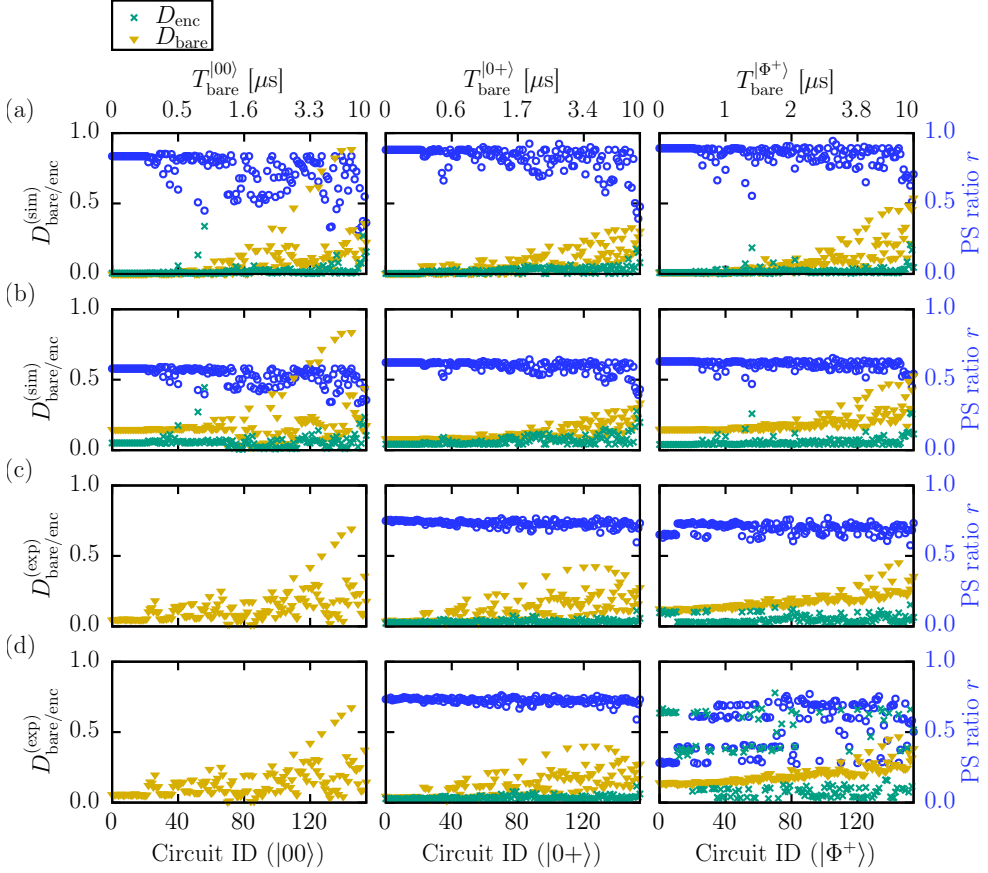 D_enc
D_bare
T_bare^|00⟩ [μs]
T_bare^|0+⟩ [μs]
T_bare^|Φ+⟩ [μs]
0 0.5 1.6 3.3 10
0 0.6 1.7 3.4 10
0 1 2 3.8 10
(a)
D_bare/enc^(sim)
1.0
0.5
0.0
1.0
0.5
0.0
PS ratio r
(b)
D_bare/enc^(sim)
1.0
0.5
0.0
1.0
0.5
0.0
PS ratio r
(c)
D_bare/enc^(exp)
1.0
0.5
0.0
1.0
0.5
0.0
PS ratio r
(d)
D_bare/enc^(exp)
1.0
0.5
0.0
1.0
0.5
0.0
PS ratio r
0 40 80 120
0 40 80 120
0 40 80 120
Circuit ID (|00⟩)
Circuit ID (|0+⟩)
Circuit ID (|Φ+⟩)